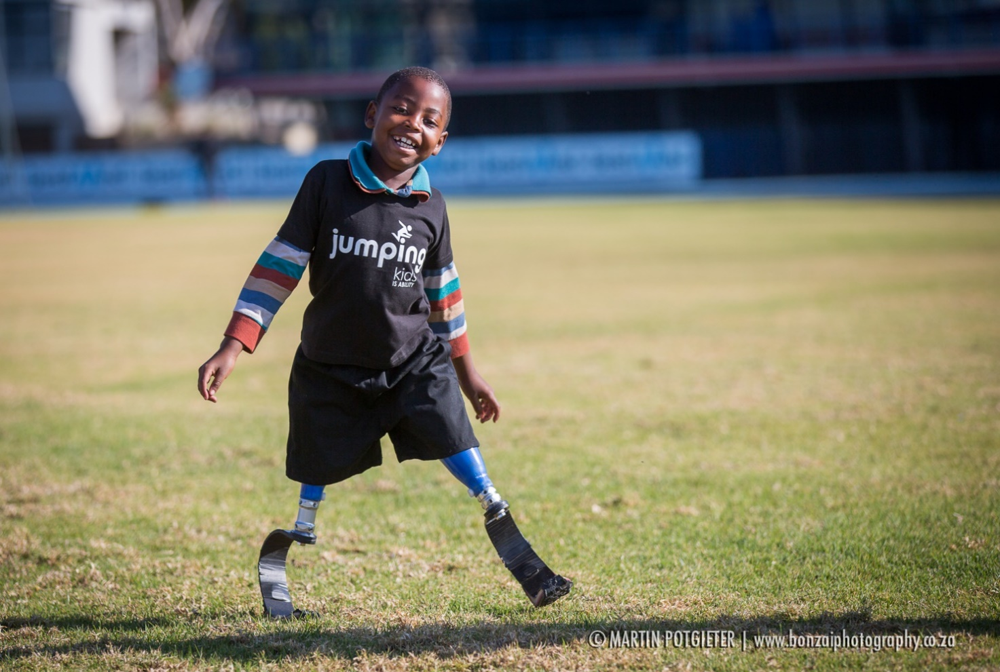 jumping
kids
IS ABILITY
© MARTIN POTGIETER | www.bonzaiphotography.co.za